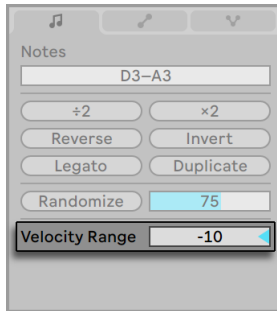 Notes
D3–A3
÷2 ×2
Reverse Invert
Legato Duplicate
Randomize 75
Velocity Range -10